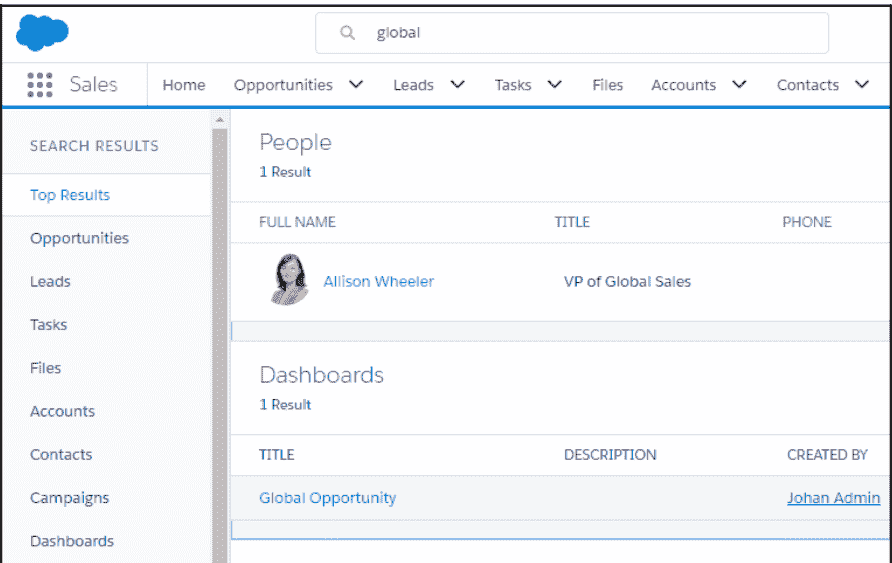 global
Sales Home Opportunities Leads Tasks Files Accounts Contacts
SEARCH RESULTS
Top Results
Opportunities
Leads
Tasks
Files
Accounts
Contacts
Campaigns
Dashboards
People
1 Result
FULL NAME TITLE PHONE
Allison Wheeler VP of Global Sales
Dashboards
1 Result
TITLE DESCRIPTION CREATED BY
Global Opportunity Johan Admin